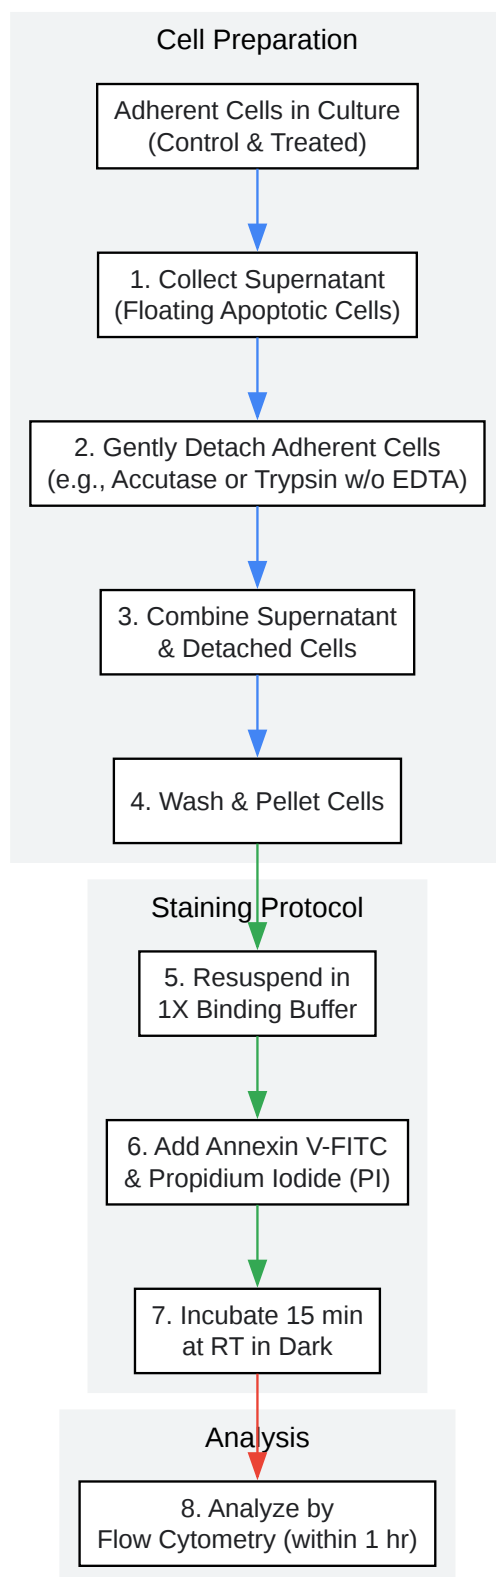 Cell Preparation
Adherent Cells in Culture
(Control & Treated)
1. Collect Supernatant
(Floating Apoptotic Cells)
2. Gently Detach Adherent Cells
(e.g., Accutase or Trypsin w/o EDTA)
3. Combine Supernatant
& Detached Cells
4. Wash & Pellet Cells
Staining Protocol
5. Resuspend in
1X Binding Buffer
6. Add Annexin V-FITC
& Propidium Iodide (PI)
7. Incubate 15 min
at RT in Dark
Analysis
8. Analyze by
Flow Cytometry (within 1 hr)